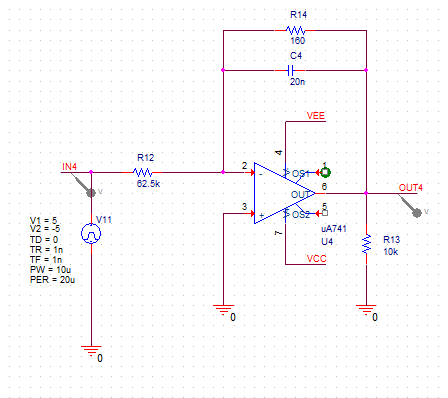 R14
160
C4
20n
VEE
IN4
V
R12
62.5k
2
-
3
+
4
OS1
1
OUT
6
OS2
5
7
uA741
U4
VCC
OUT4
V
R13
10k
V11
V1 = 5
V2 = -5
TD = 0
TR = 1n
TF = 1n
PW = 10u
PER = 20u
0
0
0